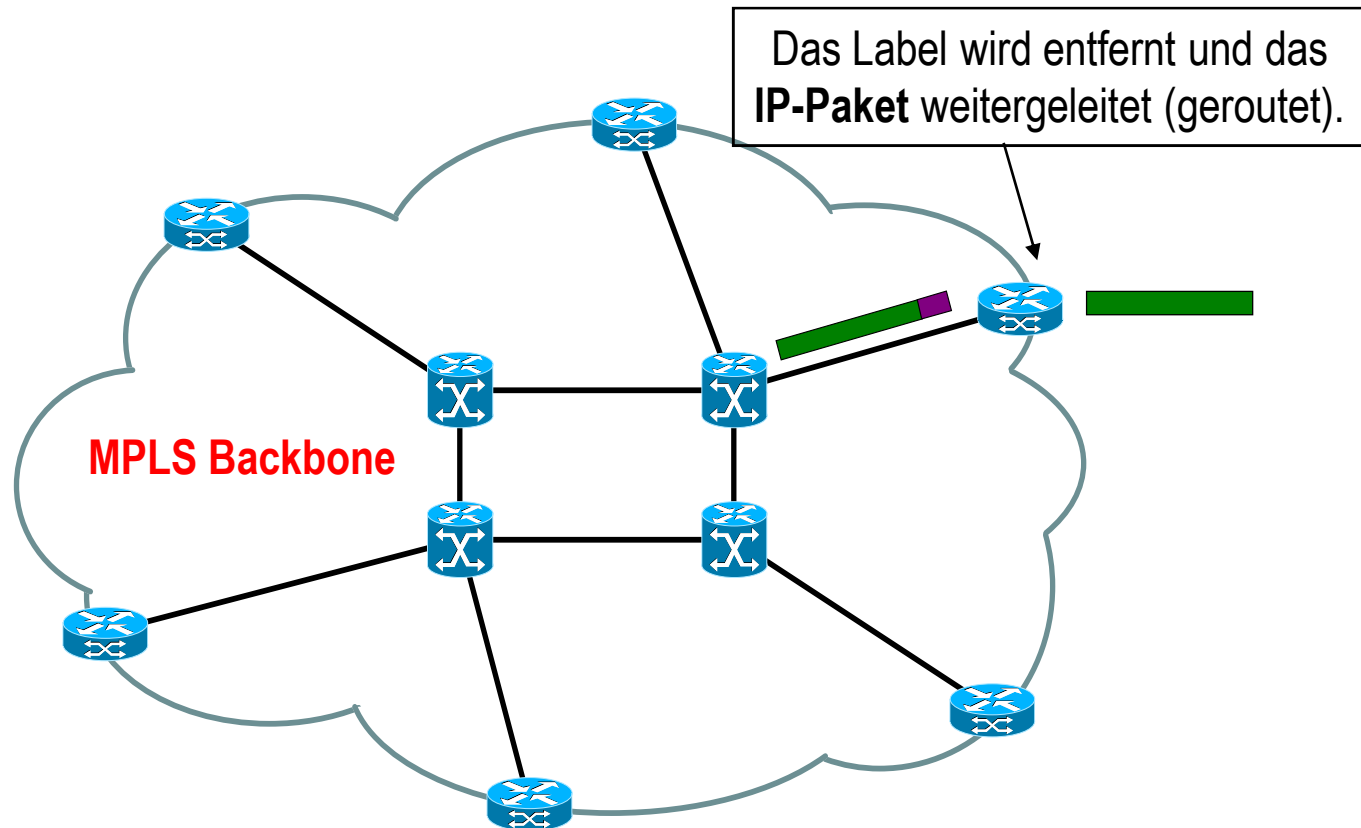 Das Label wird entfernt und das
IP-Paket weitergeleitet (geroutet).
MPLS Backbone